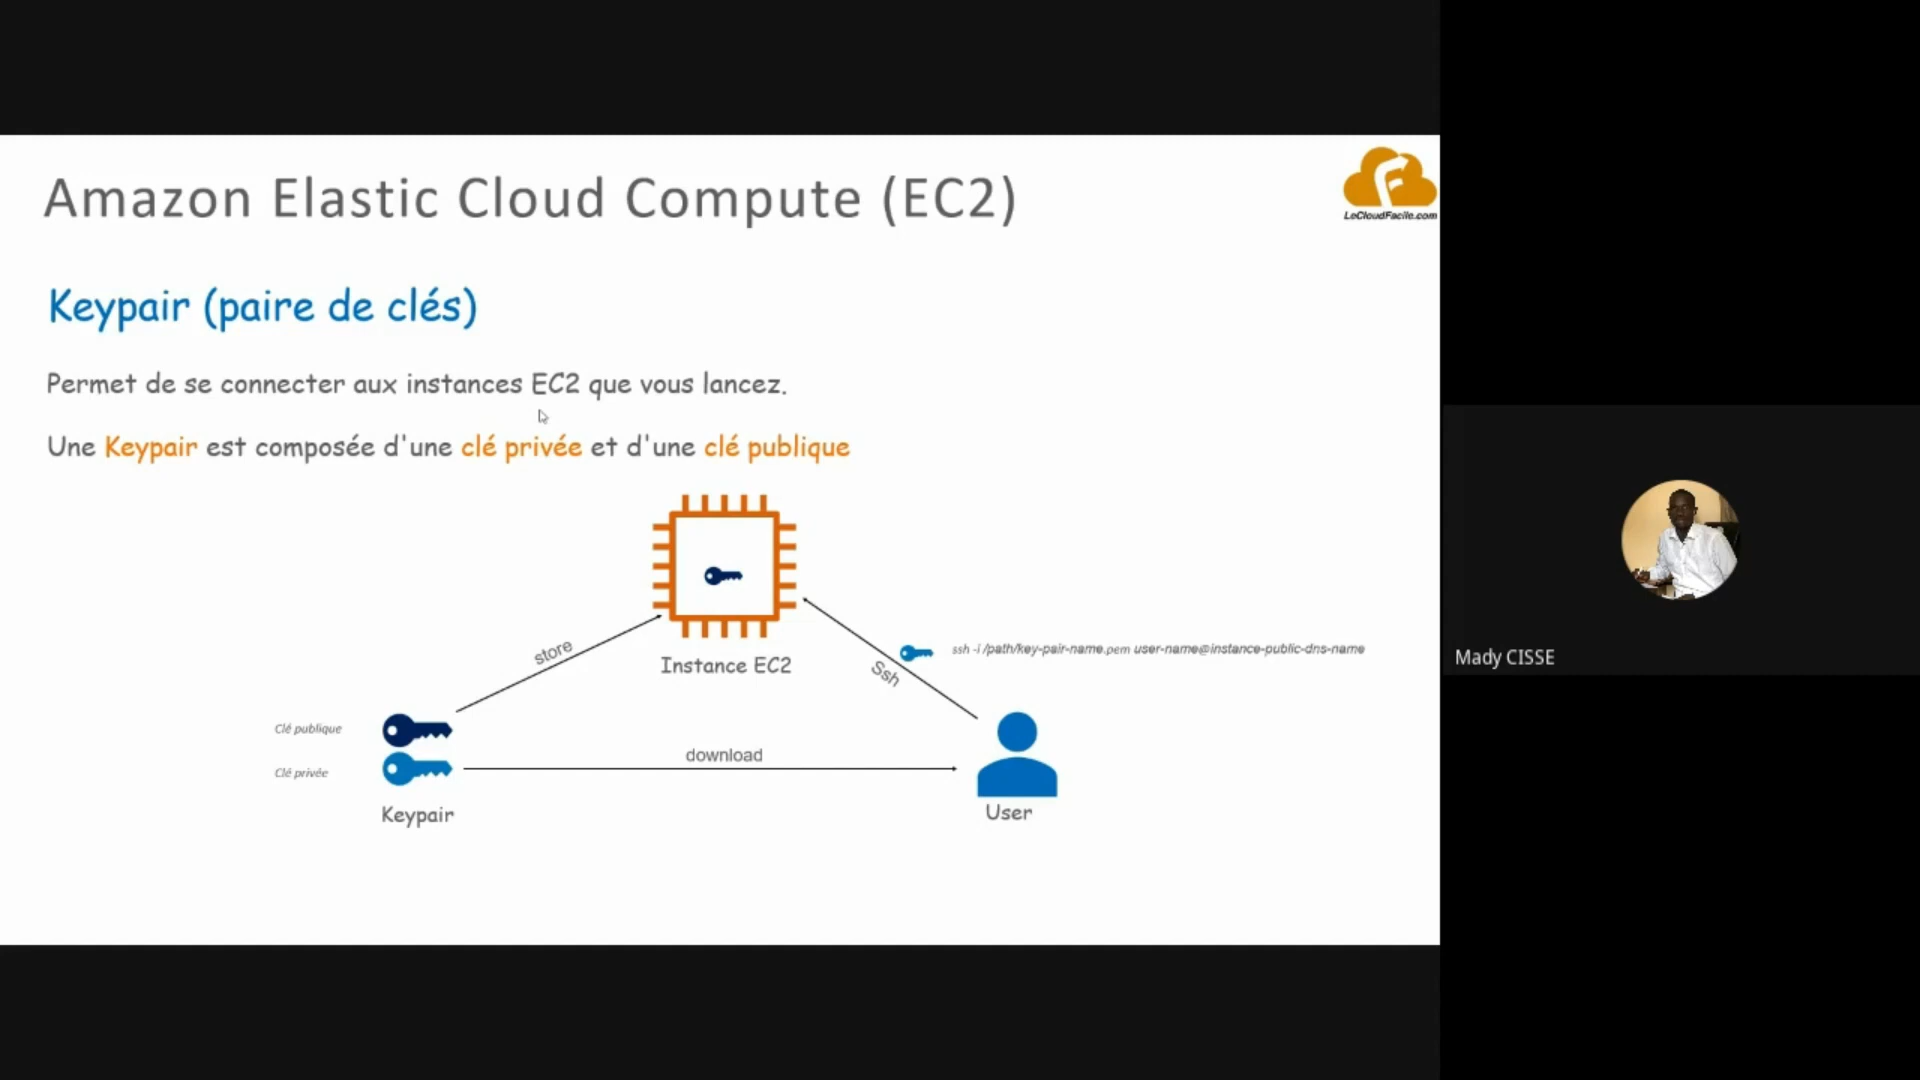 Amazon Elastic Cloud Compute (EC2)
LeCloudFacile.com
Keypair (paire de clés)
Permet de se connecter aux instances EC2 que vous lancez.
Une Keypair est composée d'une clé privée et d'une clé publique
store
Instance EC2
Ssh
ssh -i /path/key-pair-name.pem user-name@instance-public-dns-name
Clé publique
Clé privée
Keypair
download
User
Mady CISSE